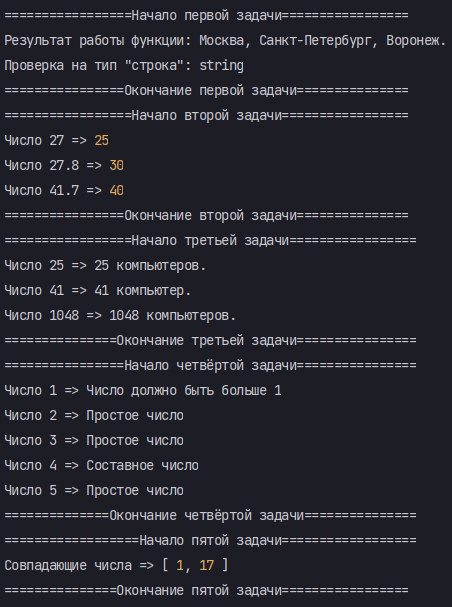 =================Начало первой задачи=================
Результат работы функции: Москва, Санкт-Петербург, Воронеж.
Проверка на тип "строка": string
================Окончание первой задачи===============
=================Начало второй задачи=================
Число 27 => 25
Число 27.8 => 30
Число 41.7 => 40
================Окончание второй задачи===============
=================Начало третьей задачи=================
Число 25 => 25 компьютеров.
Число 41 => 41 компьютер.
Число 1048 => 1048 компьютеров.
===============Окончание третьей задачи================
================Начало четвёртой задачи================
Число 1 => Число должно быть больше 1
Число 2 => Простое число
Число 3 => Простое число
Число 4 => Составное число
Число 5 => Простое число
==============Окончание четвёртой задачи===============
==================Начало пятой задачи==================
Совпадающие числа => [ 1, 17 ]
===============Окончание пятой задачи=================